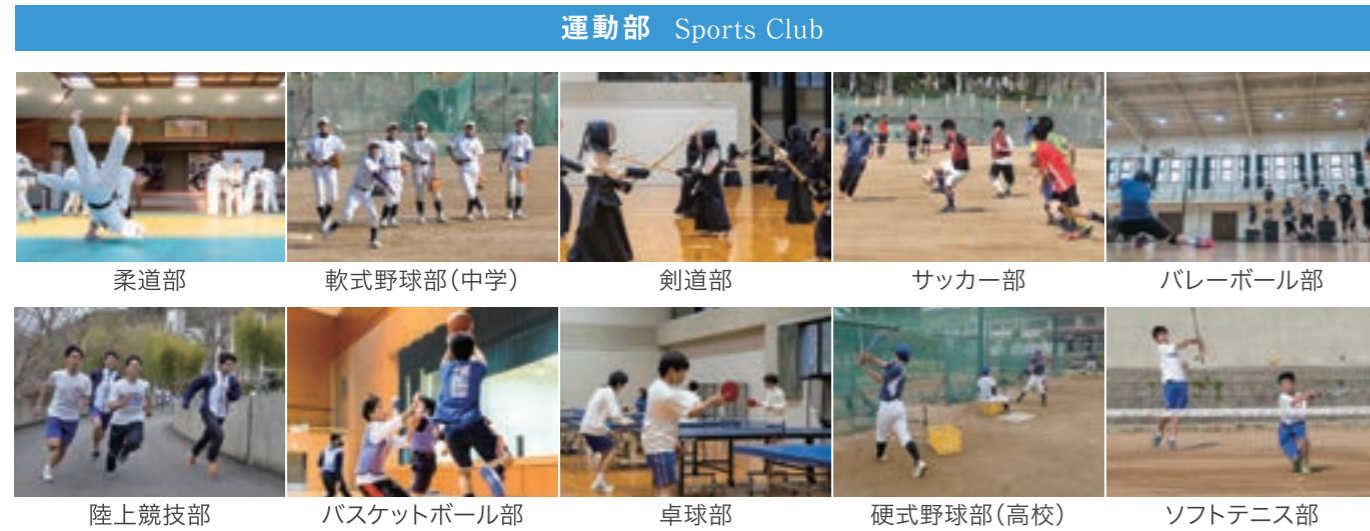 運動部 Sports Club
柔道部
軟式野球部(中学)
剣道部
サッカー部
バレーボール部
陸上競技部
バスケットボール部
卓球部
硬式野球部(高校)
ソフトテニス部